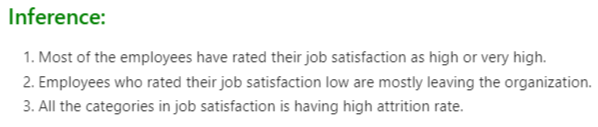 Inference:
1. Most of the employees have rated their job satisfaction as high or very high.
2. Employees who rated their job satisfaction low are mostly leaving the organization.
3. All the categories in job satisfaction is having high attrition rate.